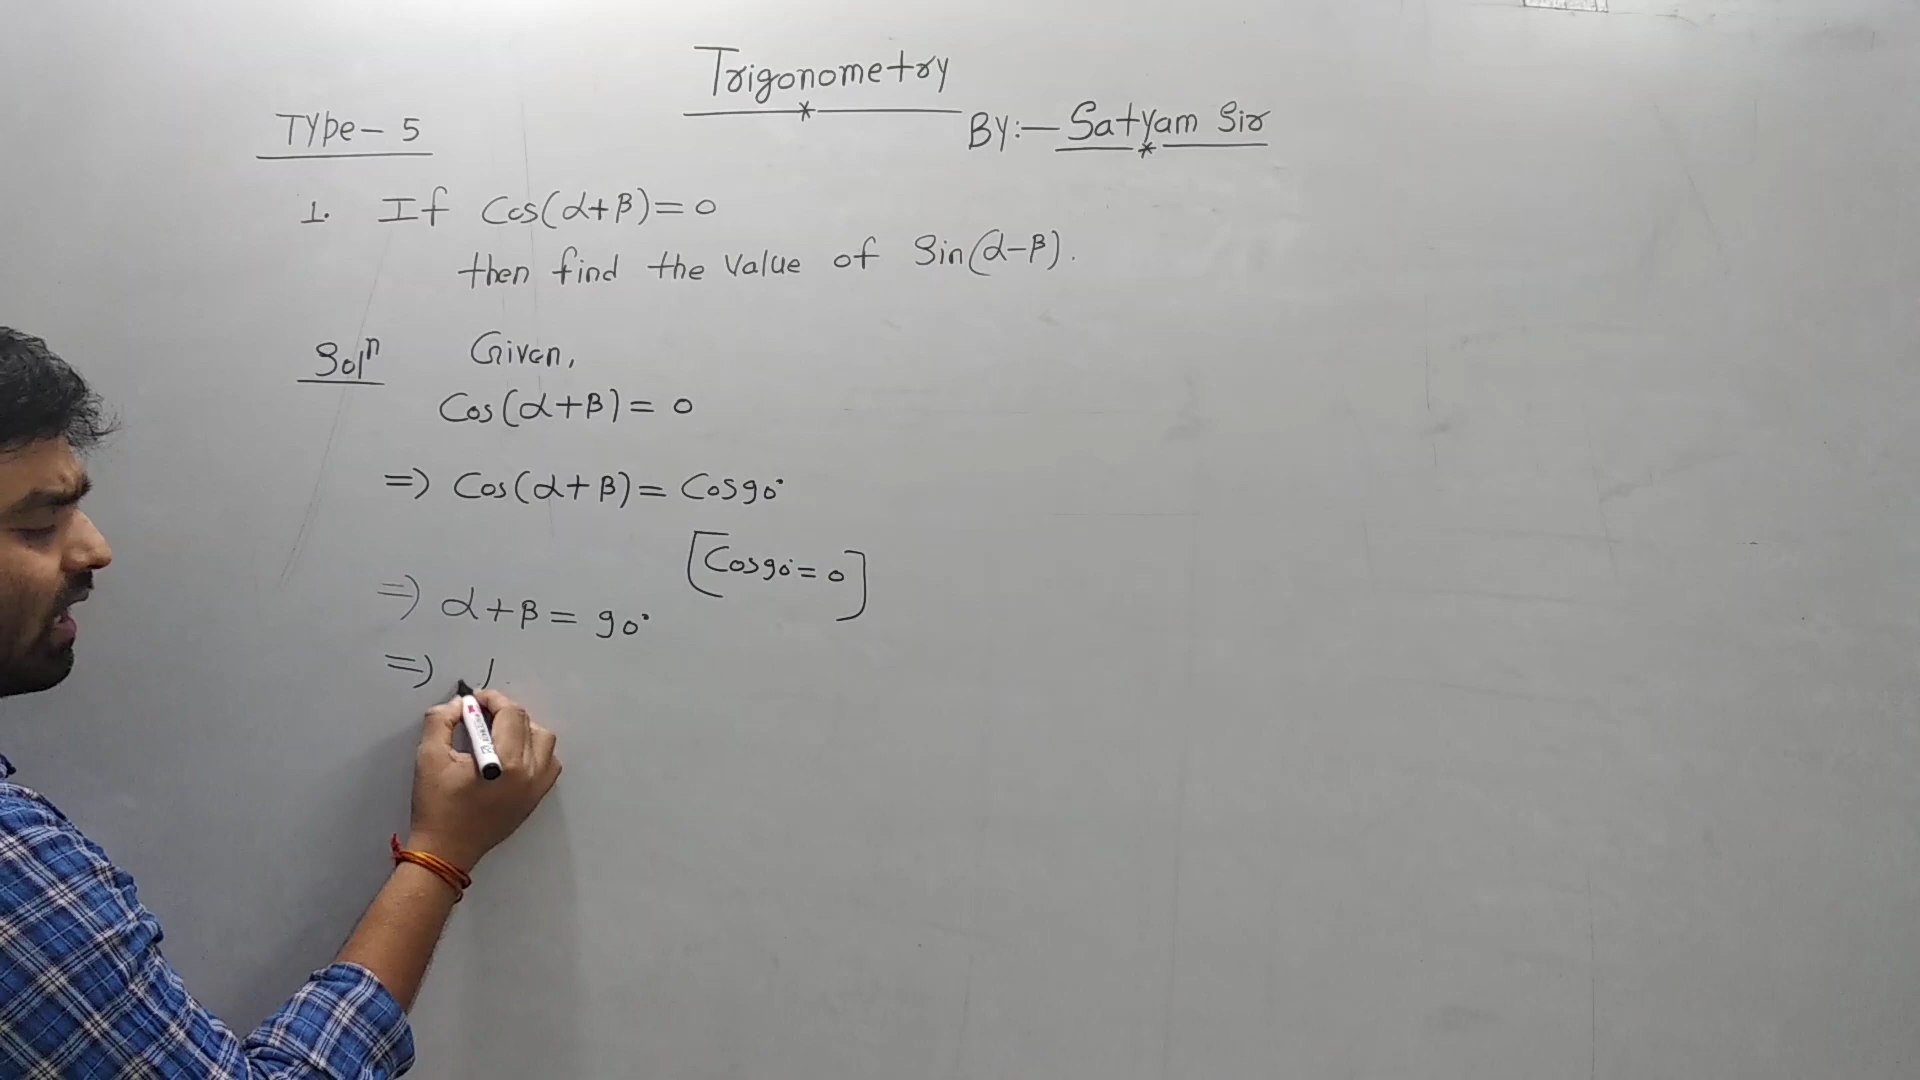 Trigonometry
BY:- Satyam Sir
Type-5
1. If Cos(α+β)=0
then find the value of Sin(α-β).
Solⁿ Given,
Cos(α+β)= 0
=> Cos(α+β)= Cos90°
[Cos90°=0]
=> α+β= 90°
=>